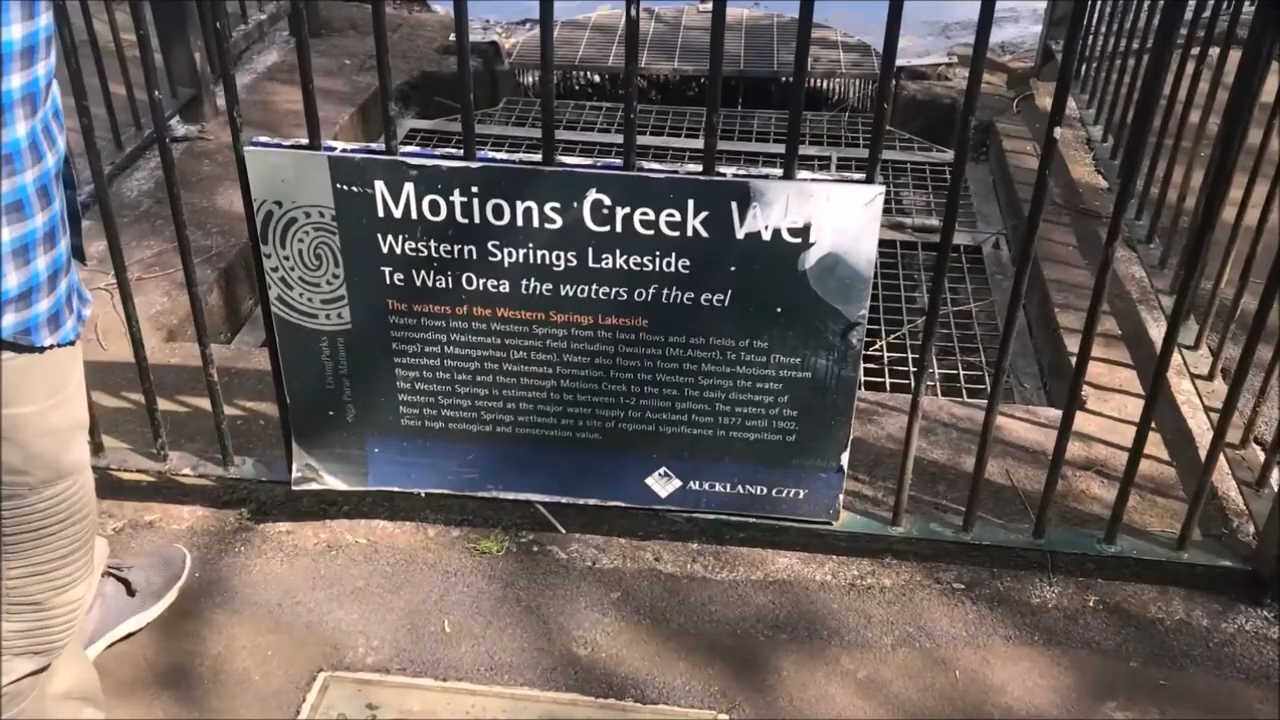 Motions Creek Wei
Western Springs Lakeside
Te Wai Orea the waters of the eel
The waters of the Western Springs Lakeside
Water flows into the Western Springs from the lava flows and ash fields of the
surrounding Waitemata volcanic field including Owairaka (Mt.Albert), Te Tatua (Three
Kings) and Maungawhau (Mt Eden). Water also flows in from the Meola-Motions stream
watershed through the Waitemata Formation. From the Western Springs the water
flows to the lake and then through Motions Creek to the sea. The daily discharge of
the Western Springs is estimated to be between 1-2 million gallons. The waters of the
Western Springs served as the major water supply for Auckland from 1877 until 1902.
Now the Western Springs wetlands are a site of regional significance in recognition of
their high ecological and conservation value.
LivingParks
AUCKLAND CITY